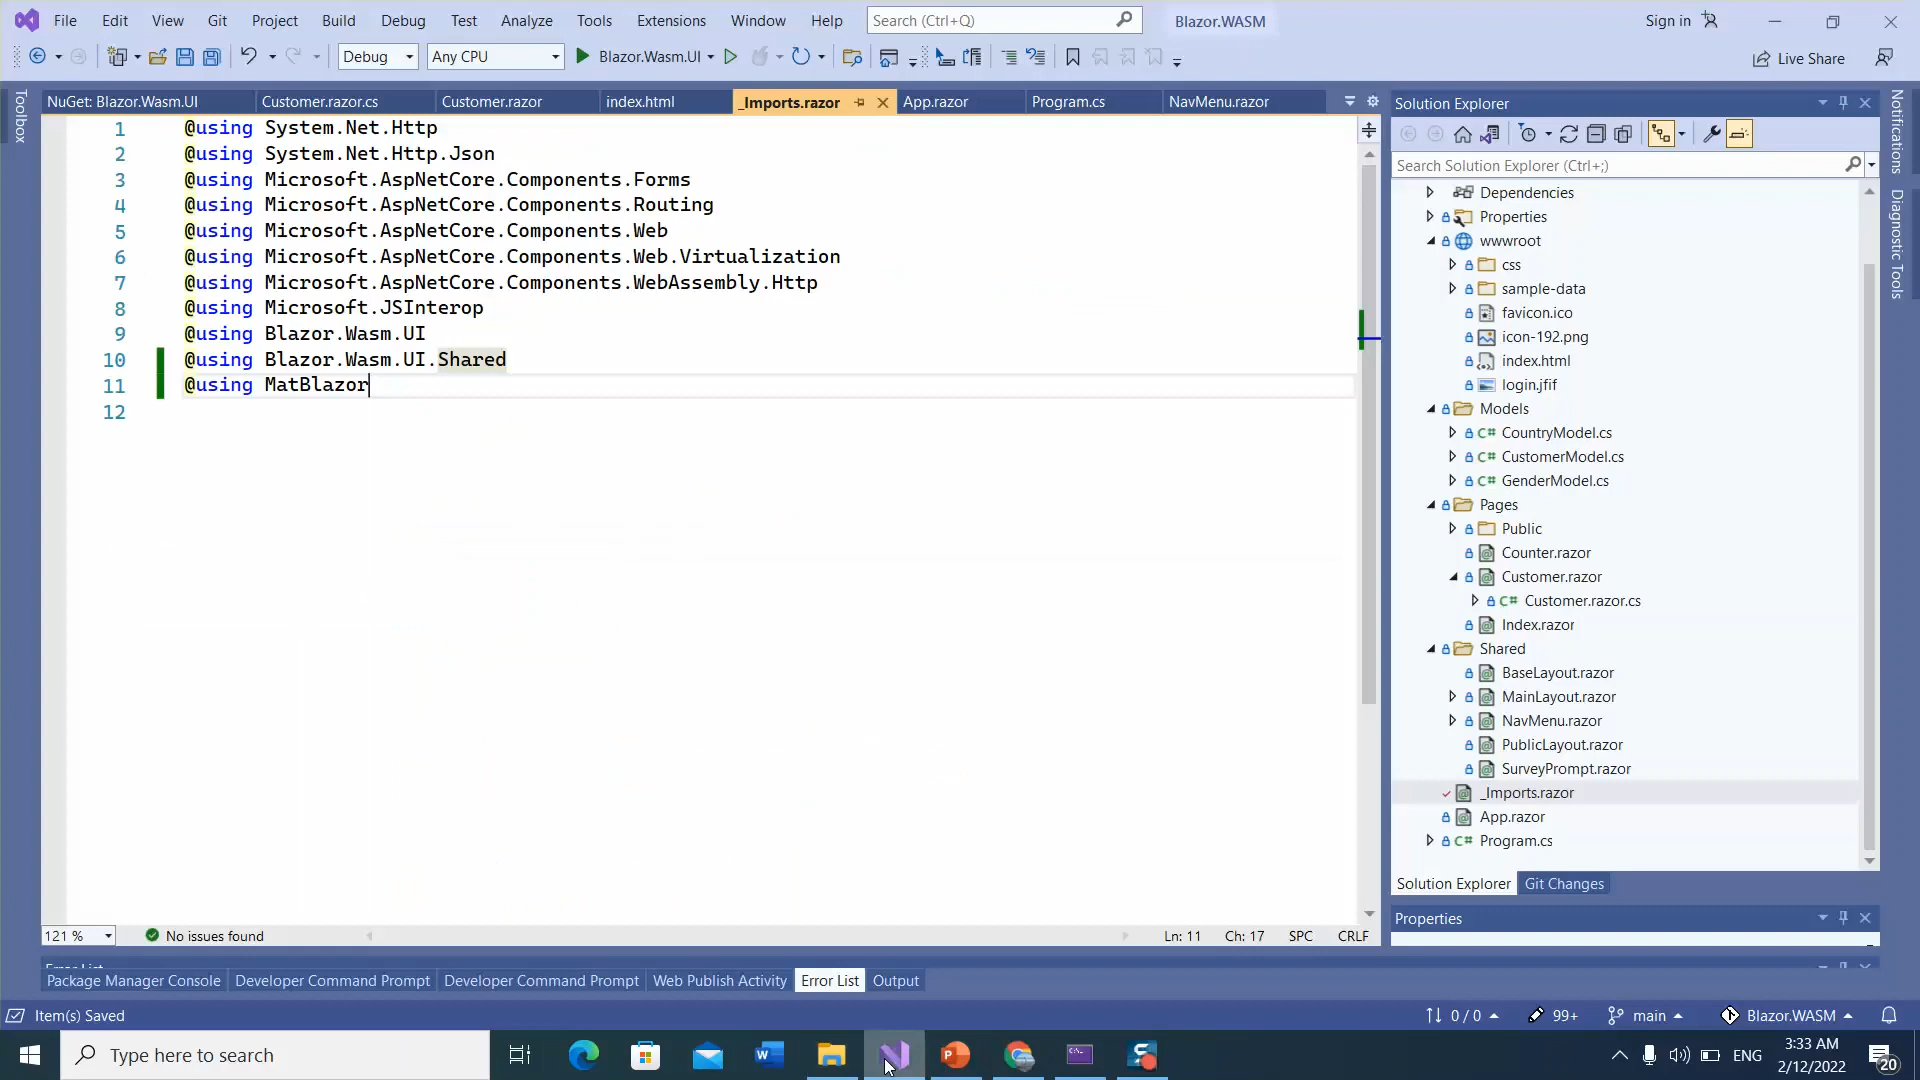 File Edit View Git Project Build Debug Test Analyze Tools Extensions Window Help Search (Ctrl+Q) Blazor.WASM Sign in
Debug Any CPU Blazor.Wasm.UI Live Share
Toolbox
NuGet: Blazor.Wasm.UI Customer.razor.cs Customer.razor index.html _Imports.razor App.razor Program.cs NavMenu.razor
1 @using System.Net.Http
2 @using System.Net.Http.Json
3 @using Microsoft.AspNetCore.Components.Forms
4 @using Microsoft.AspNetCore.Components.Routing
5 @using Microsoft.AspNetCore.Components.Web
6 @using Microsoft.AspNetCore.Components.Web.Virtualization
7 @using Microsoft.AspNetCore.Components.WebAssembly.Http
8 @using Microsoft.JSInterop
9 @using Blazor.Wasm.UI
10 @using Blazor.Wasm.UI.Shared
11 @using MatBlazor
12
121 % No issues found Ln: 11 Ch: 17 SPC CRLF
Solution Explorer
Search Solution Explorer (Ctrl+;)
Dependencies
Properties
wwwroot
css
sample-data
favicon.ico
icon-192.png
index.html
login.jfif
Models
C# CountryModel.cs
C# CustomerModel.cs
C# GenderModel.cs
Pages
Public
Counter.razor
Customer.razor
C# Customer.razor.cs
Index.razor
Shared
BaseLayout.razor
MainLayout.razor
NavMenu.razor
PublicLayout.razor
SurveyPrompt.razor
_Imports.razor
App.razor
C# Program.cs
Solution Explorer Git Changes
Properties
Notifications
Diagnostic Tools
Error List
Package Manager Console Developer Command Prompt Developer Command Prompt Web Publish Activity Error List Output
Item(s) Saved 0 / 0 99+ main Blazor.WASM
Type here to search ENG 3:33 AM
2/12/2022 20